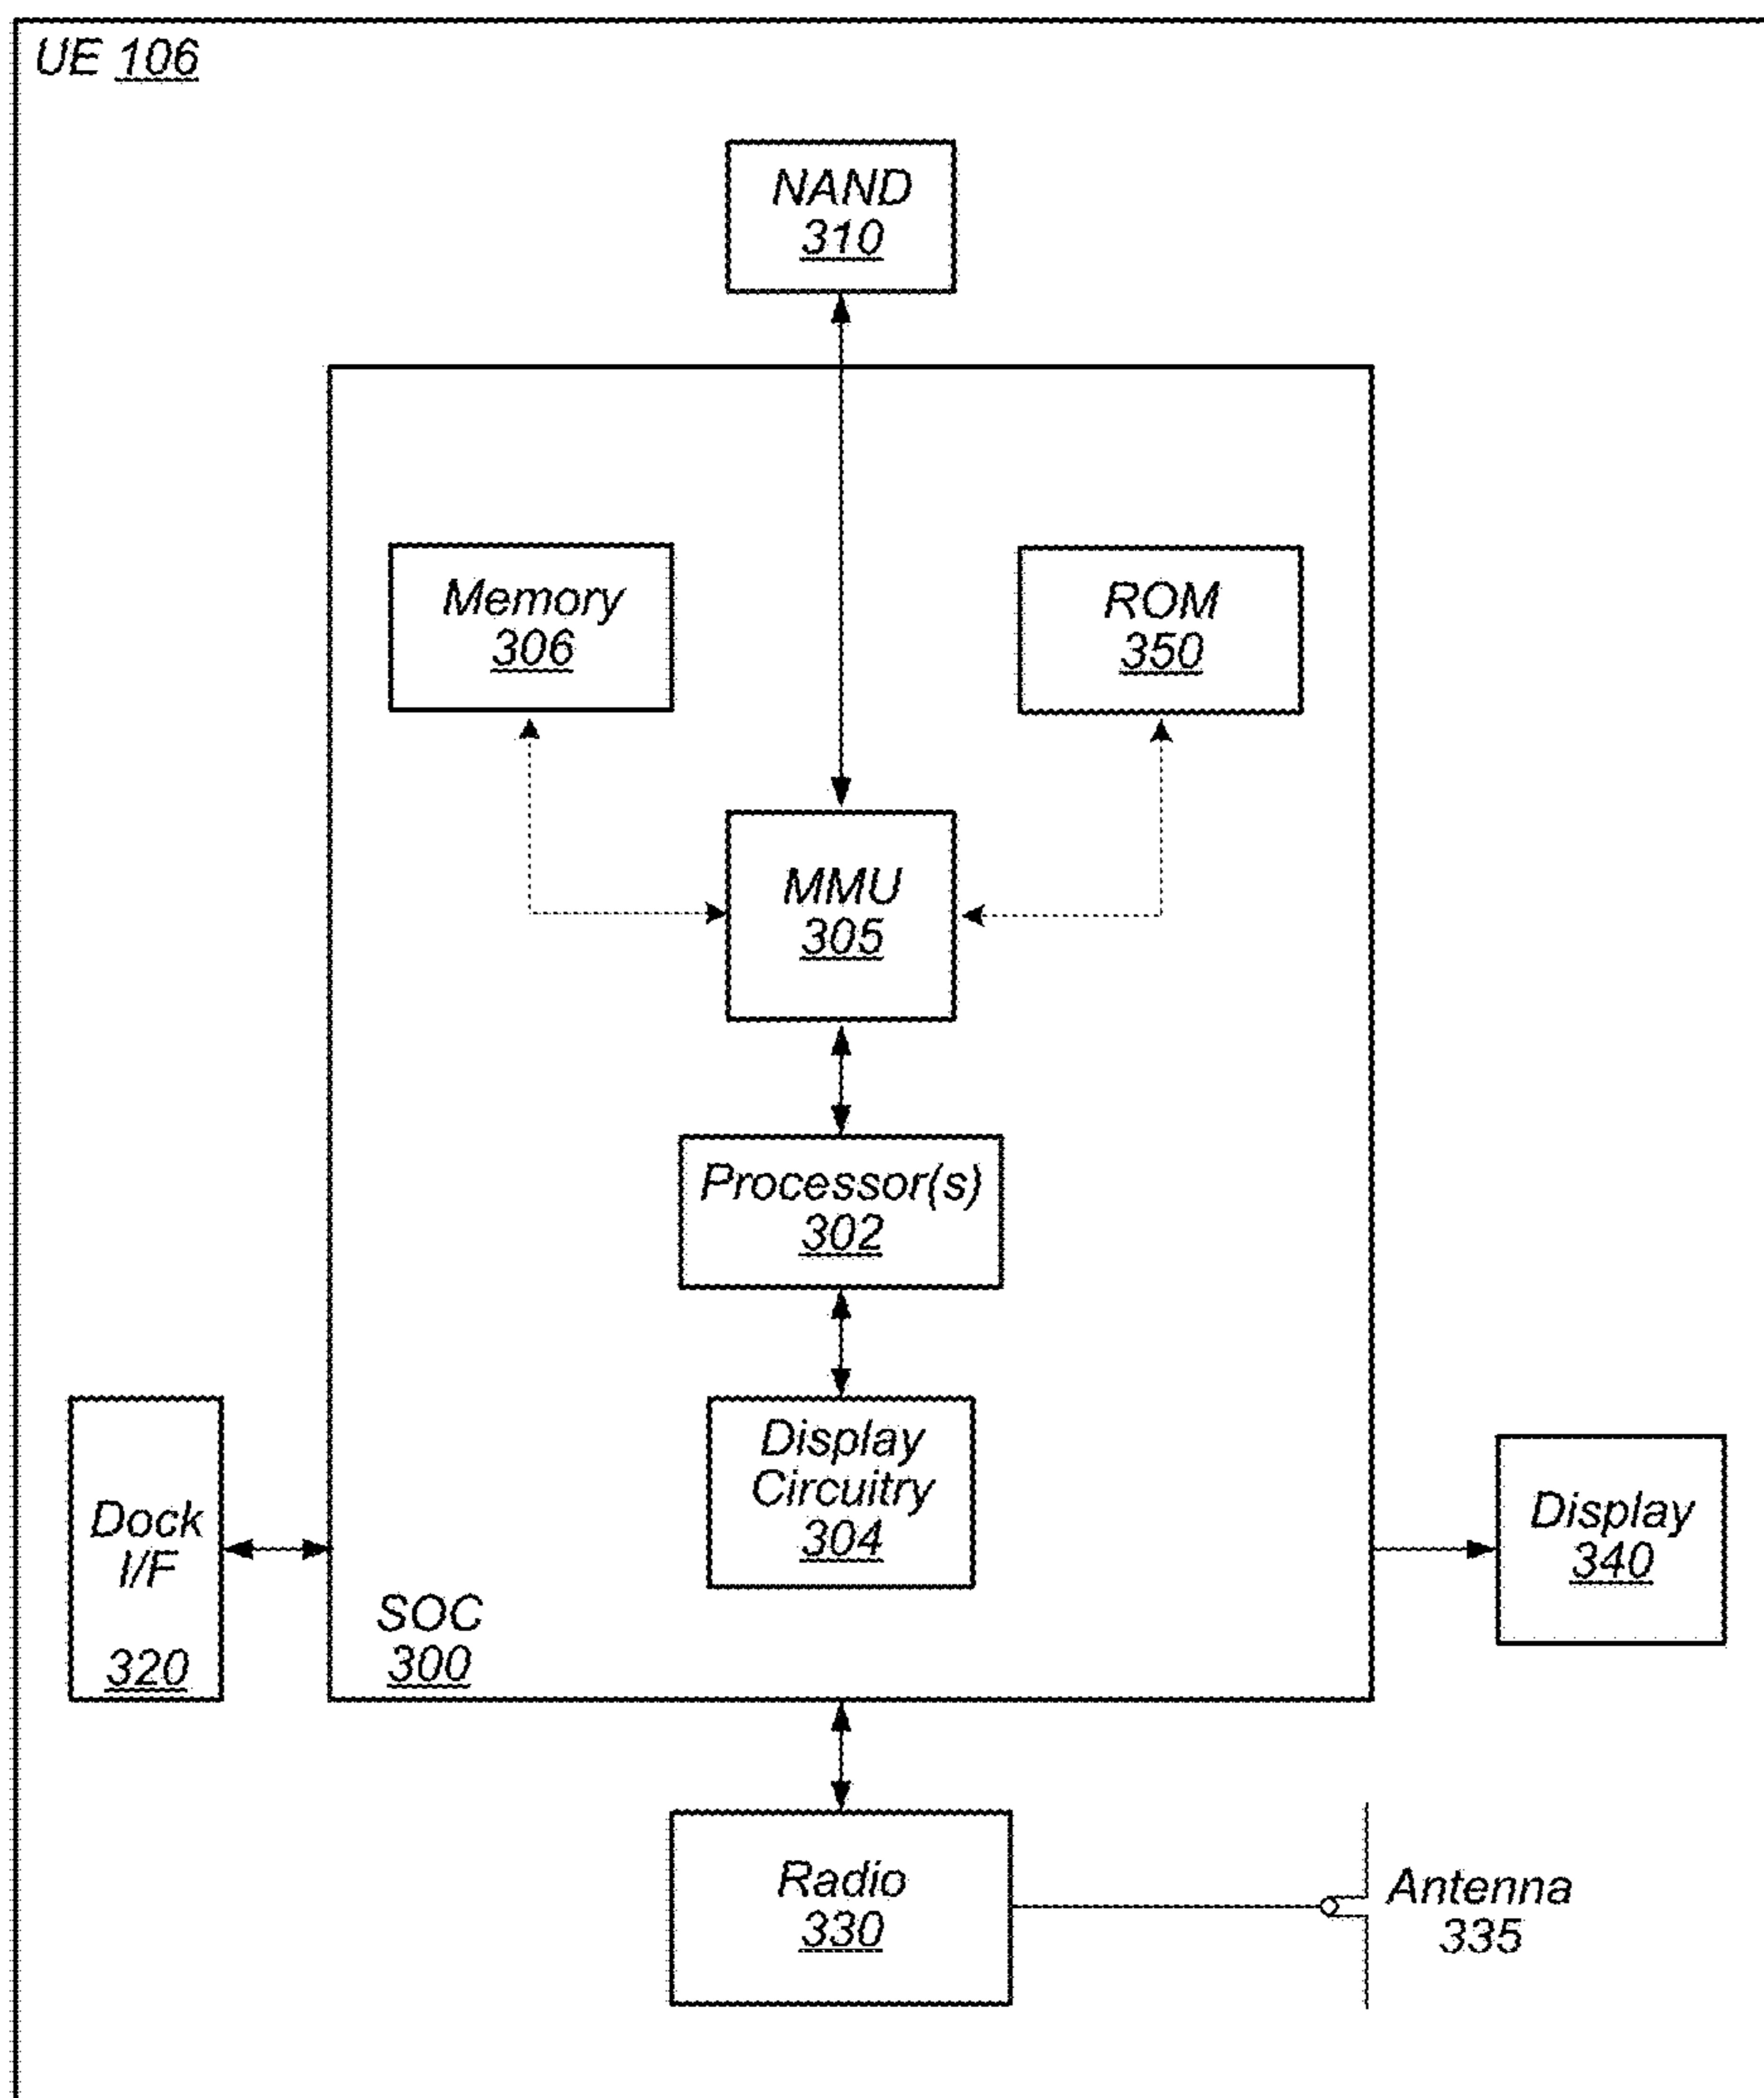 UE 106
NAND
310
Memory
306
ROM
350
MMU
305
Processor(s)
302
Display
Circuitry
304
Dock
I/F
320
SOC
300
Display
340
Radio
330
Antenna
335